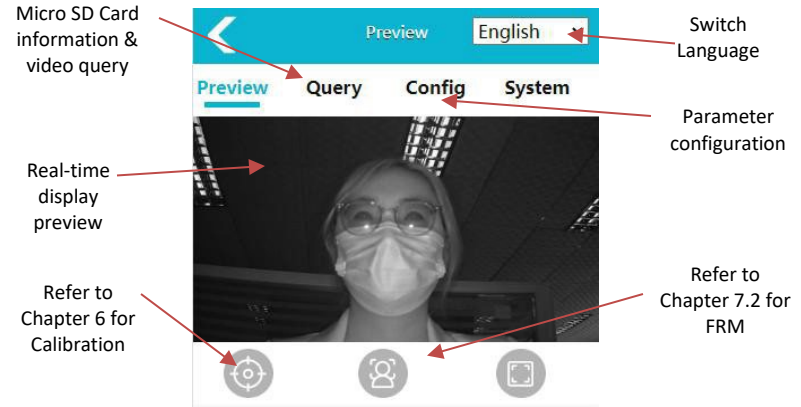 Micro SD Card
information &
video query
Preview
English
Switch
Language
Preview
Query
Config
System
Parameter
configuration
Real-time
display
preview
Refer to
Chapter 6 for
Calibration
Refer to
Chapter 7.2 for
FRM